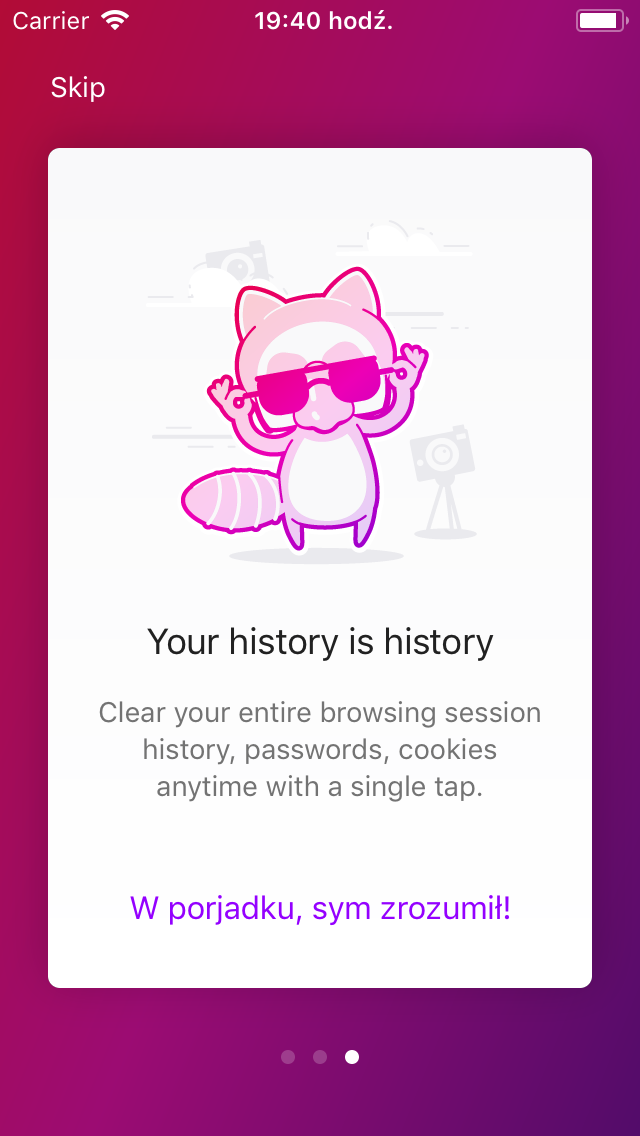 Carrier 19:40 hodź.
Skip
Your history is history
Clear your entire browsing session
history, passwords, cookies
anytime with a single tap.
W porjadku, sym zrozumił!